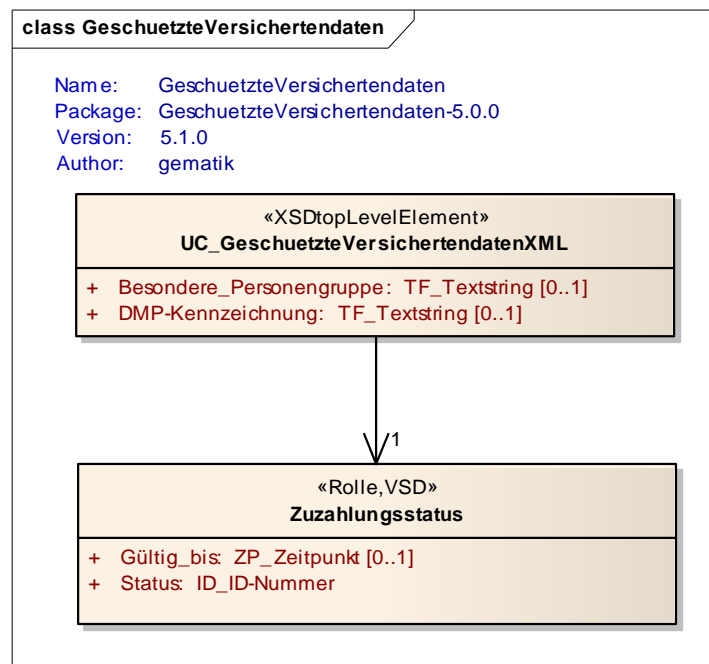 class GeschuetzteVersichertendaten
Name: GeschuetzteVersichertendaten
Package: GeschuetzteVersichertendaten-5.0.0
Version: 5.1.0
Author: gematik
«XSDtopLevelElement»
UC_GeschuetzteVersichertendatenXML
+ Besondere_Personengruppe: TF_Textstring [0..1]
+ DMP-Kennzeichnung: TF_Textstring [0..1]
1
«Rolle,VSD»
Zuzahlungsstatus
+ Gültig_bis: ZP_Zeitpunkt [0..1]
+ Status: ID_ID-Nummer